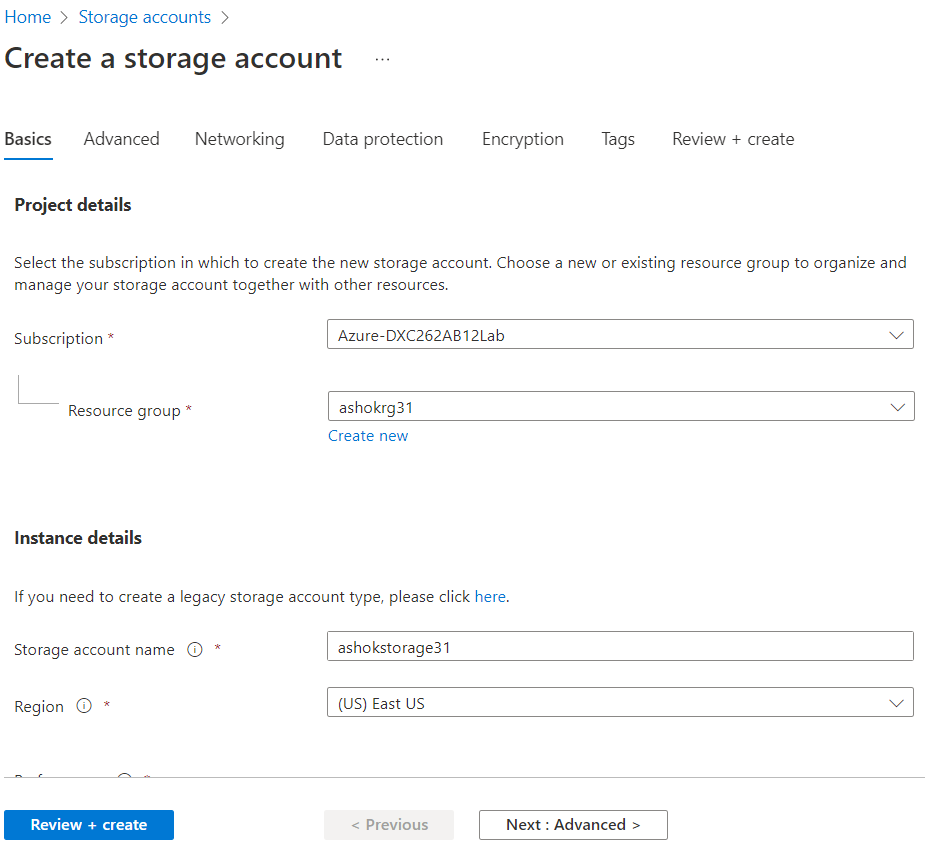 Home > Storage accounts >
Create a storage account ...
Basics Advanced Networking Data protection Encryption Tags Review + create
Project details
Select the subscription in which to create the new storage account. Choose a new or existing resource group to organize and
manage your storage account together with other resources.
Subscription * Azure-DXC262AB12Lab
Resource group * ashokrg31
Create new
Instance details
If you need to create a legacy storage account type, please click here.
Storage account name * ashokstorage31
Region * (US) East US
Review + create < Previous Next : Advanced >